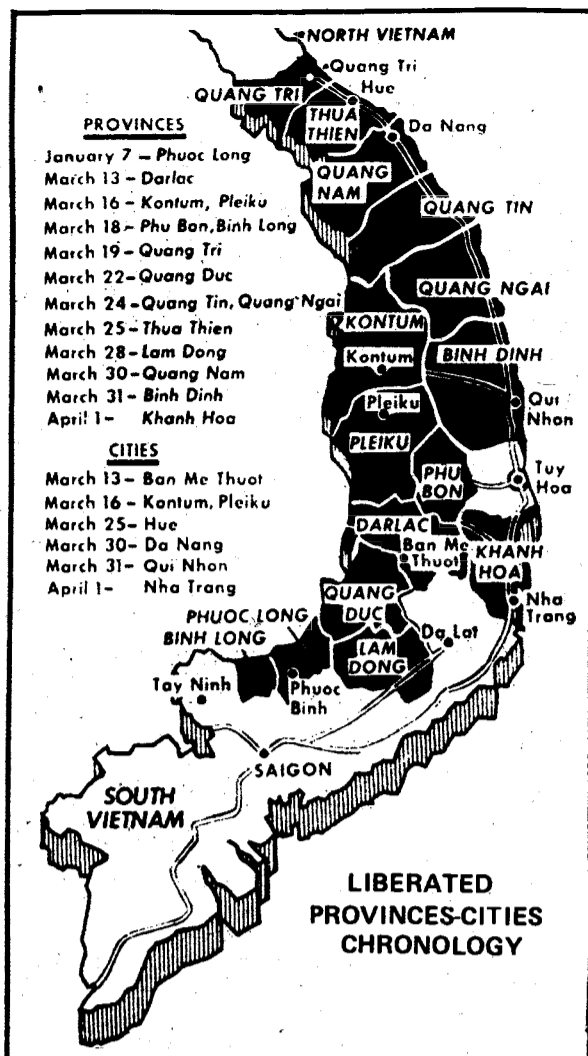 NORTH VIETNAM
Quang Tri
Hue
QUANG TRI
THUA
THIEN
Da Nang
PROVINCES
January 7 – Phuoc Long
March 13 – Darlac
March 16 – Kontum, Pleiku
March 18 – Phu Ban, Binh Long
March 19 – Quang Tri
March 22 – Quang Duc
March 24 – Quang Tin, Quang Ngai
March 25 – Thua Thien
March 28 – Lam Dong
March 30 – Quang Nam
March 31 – Binh Dinh
April 1- Khanh Hoa
CITIES
March 13 – Ban Me Thuot
March 16 – Kontum, Pleiku
March 25 – Hue
March 30 – Da Nang
March 31 – Qui Nhon
April 1- Nha Trang
QUANG
NAM
QUANG TIN
QUANG NGAI
KONTUM
Kontum
BINH DINH
Pleiku
Qui
Nhon
PLEIKU
PHU
BON
Tuy
Hoa
DARLAC
Ban Me
Thuot
KHANH
HOA
Nha
Trang
QUANG
DUC
PHUOC LONG
BINH LONG
LAM
DONG
Da Lat
Tay Ninh
Phuoc
Binh
SAIGON
SOUTH
VIETNAM
LIBERATED
PROVINCES-CITIES
CHRONOLOGY